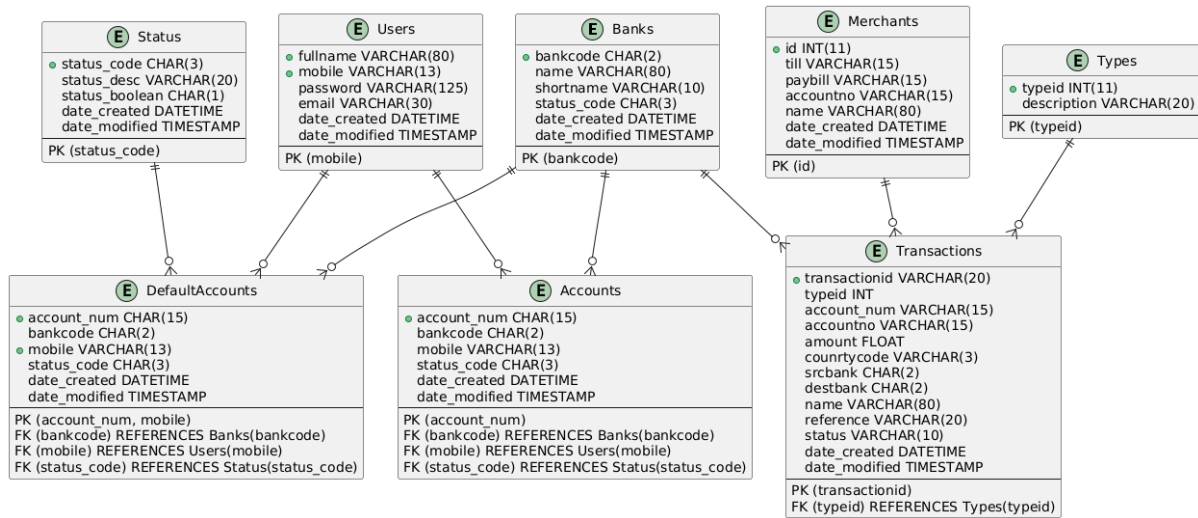 E Status
status_code CHAR(3)
status_desc VARCHAR(20)
status_boolean CHAR(1)
date_created DATETIME
date_modified TIMESTAMP
PK (status_code)
E Users
fullname VARCHAR(80)
mobile VARCHAR(13)
password VARCHAR(125)
email VARCHAR(30)
date_created DATETIME
date_modified TIMESTAMP
PK (mobile)
E Banks
bankcode CHAR(2)
name VARCHAR(80)
shortname VARCHAR(10)
status_code CHAR(3)
date_created DATETIME
date_modified TIMESTAMP
PK (bankcode)
E Merchants
id INT(11)
till VARCHAR(15)
paybill VARCHAR(15)
accountno VARCHAR(15)
name VARCHAR(80)
date_created DATETIME
date_modified TIMESTAMP
PK (id)
E Types
typeid INT(11)
description VARCHAR(20)
PK (typeid)
E DefaultAccounts
account_num CHAR(15)
bankcode CHAR(2)
mobile VARCHAR(13)
status_code CHAR(3)
date_created DATETIME
date_modified TIMESTAMP
PK (account_num, mobile)
FK (bankcode) REFERENCES Banks(bankcode)
FK (mobile) REFERENCES Users(mobile)
FK (status_code) REFERENCES Status(status_code)
E Accounts
account_num CHAR(15)
bankcode CHAR(2)
mobile VARCHAR(13)
status_code CHAR(3)
date_created DATETIME
date_modified TIMESTAMP
PK (account_num)
FK (bankcode) REFERENCES Banks(bankcode)
FK (mobile) REFERENCES Users(mobile)
FK (status_code) REFERENCES Status(status_code)
E Transactions
transactionid VARCHAR(20)
typeid INT
account_num VARCHAR(15)
accountno VARCHAR(15)
amount FLOAT
counrtycode VARCHAR(3)
srcbank CHAR(2)
destbank CHAR(2)
name VARCHAR(80)
reference VARCHAR(20)
status VARCHAR(10)
date_created DATETIME
date_modified TIMESTAMP
PK (transactionid)
FK (typeid) REFERENCES Types(typeid)